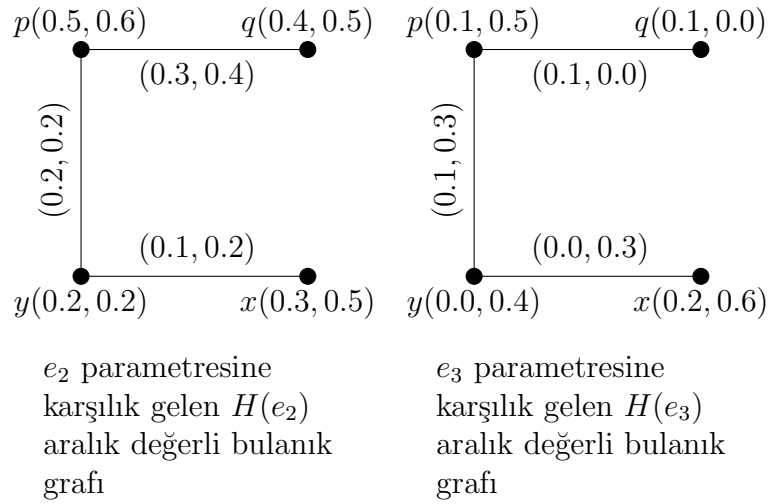 p(0.5, 0.6) q(0.4, 0.5) p(0.1, 0.5) q(0.1, 0.0)
(0.3, 0.4) (0.1, 0.0)
(0.2, 0.2) (0.1, 0.3)
(0.1, 0.2) (0.0, 0.3)
y(0.2, 0.2) x(0.3, 0.5) y(0.0, 0.4) x(0.2, 0.6)
e₂ parametresine
karşılık gelen H(e₂)
aralık değerli bulanık
grafı
e₃ parametresine
karşılık gelen H(e₃)
aralık değerli bulanık
grafı